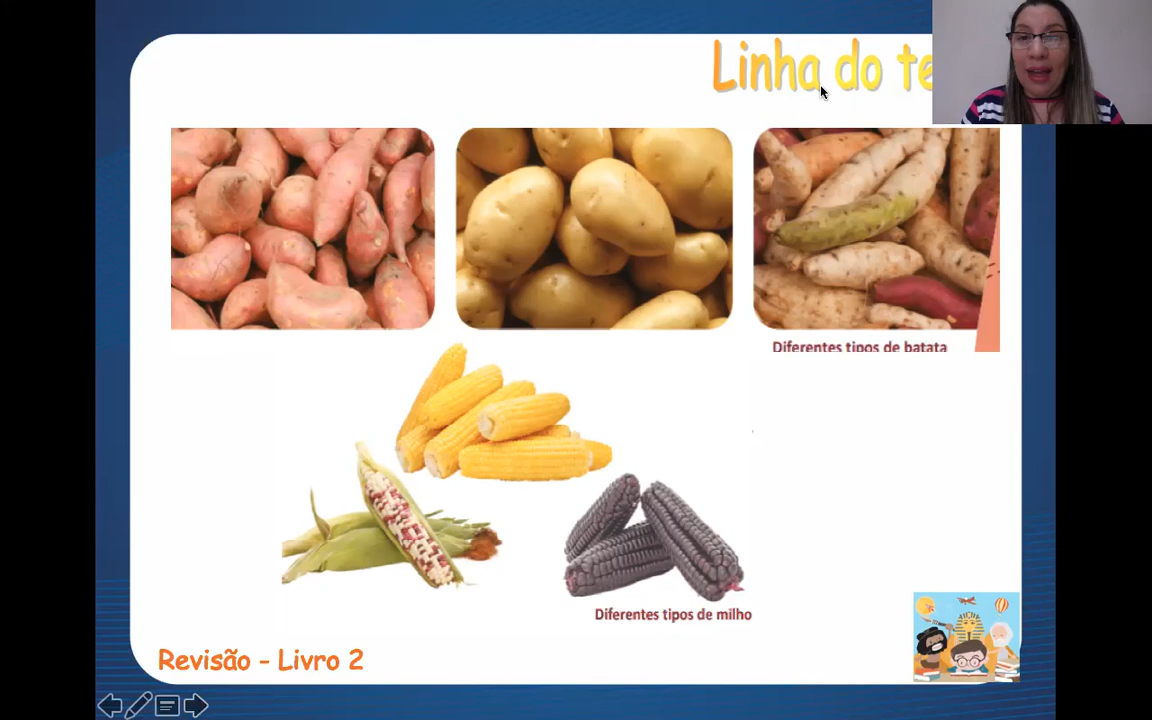 Linha do te
Diferentes tipos de batata
Diferentes tipos de milho
Revisão - Livro 2